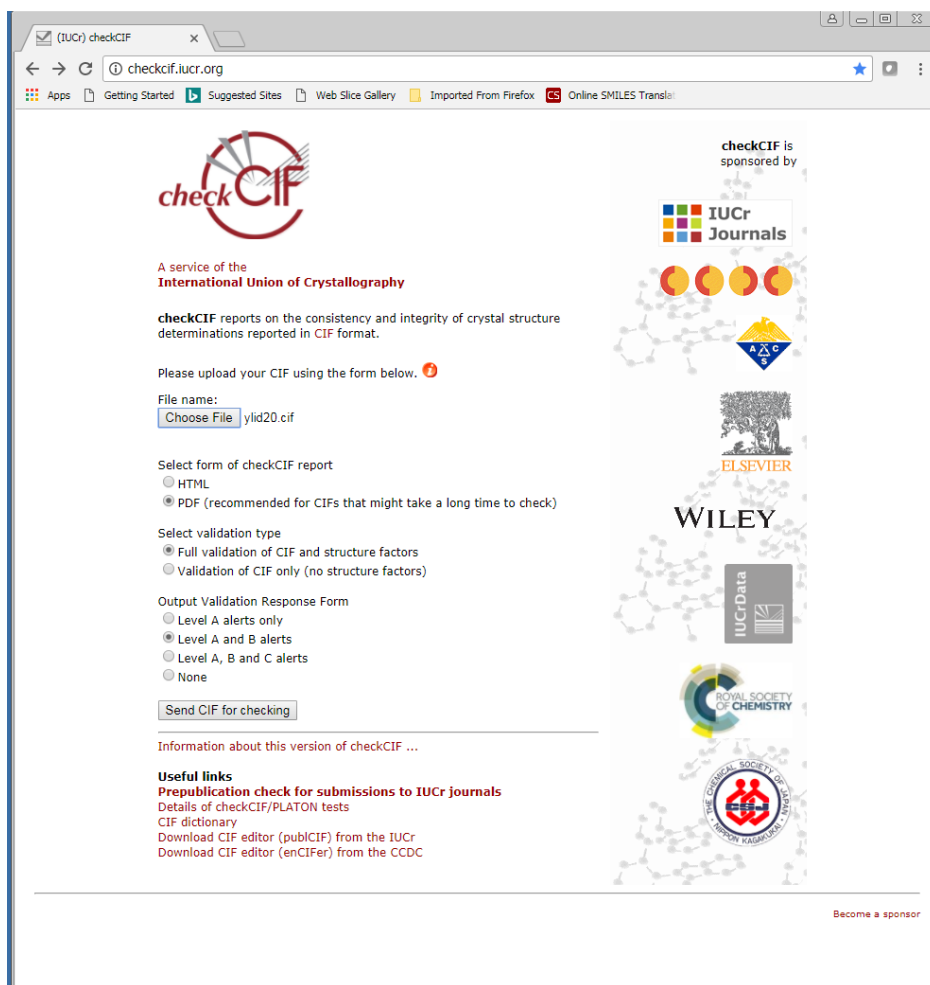 (IUCr) checkCIF
checkcif.iucr.org
Apps Getting Started Suggested Sites Web Slice Gallery Imported From Firefox CS Online SMILES Translat
checkCIF
A service of the
International Union of Crystallography
checkCIF reports on the consistency and integrity of crystal structure
determinations reported in CIF format.
Please upload your CIF using the form below.
File name:
Choose File ylid20.cif
Select form of checkCIF report
HTML
PDF (recommended for CIFs that might take a long time to check)
Select validation type
Full validation of CIF and structure factors
Validation of CIF only (no structure factors)
Output Validation Response Form
Level A alerts only
Level A and B alerts
Level A, B and C alerts
None
Send CIF for checking
Information about this version of checkCIF ...
Useful links
Prepublication check for submissions to IUCr journals
Details of checkCIF/PLATON tests
CIF dictionary
Download CIF editor (publCIF) from the IUCr
Download CIF editor (enCIFer) from the CCDC
checkCIF is
sponsored by
IUCr
Journals
CCDC
ACS
ELSEVIER
WILEY
IUCrData
ROYAL SOCIETY
OF CHEMISTRY
THE CHEMICAL SOCIETY OF JAPAN
CSJ
NIPPON KAGAKUKAI
Become a sponsor